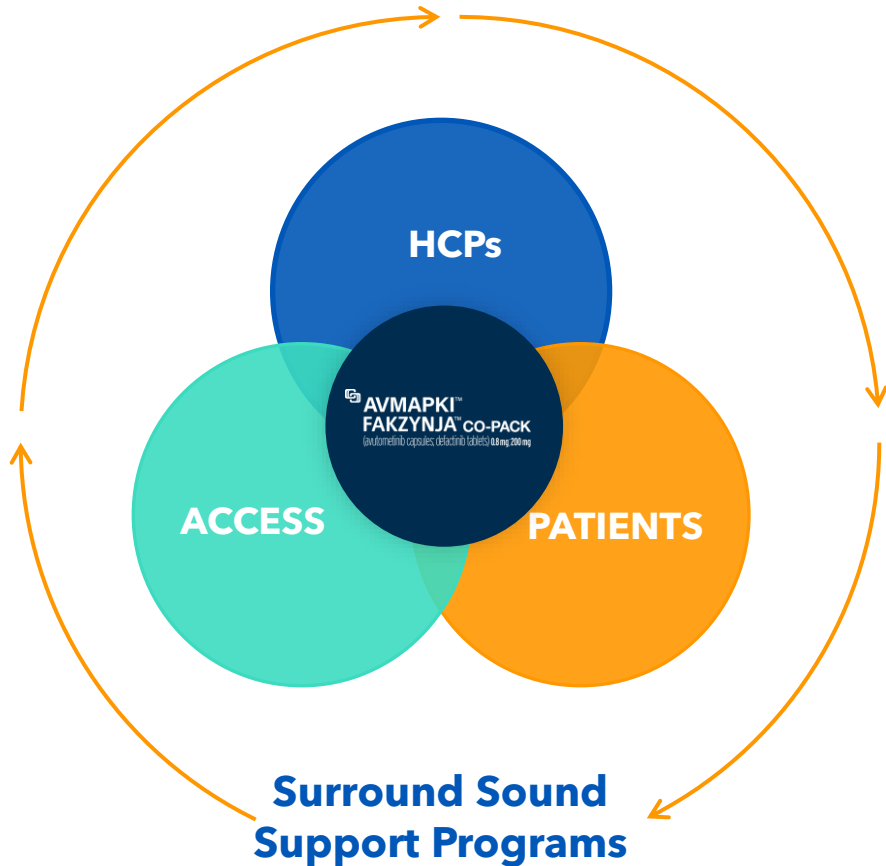 HCPs
AVMAPKI™
FAKZYNJA™ CO-PACK
(avutometinib capsules; defactinib tablets) 0.8 mg; 200 mg
ACCESS
PATIENTS
Surround Sound
Support Programs